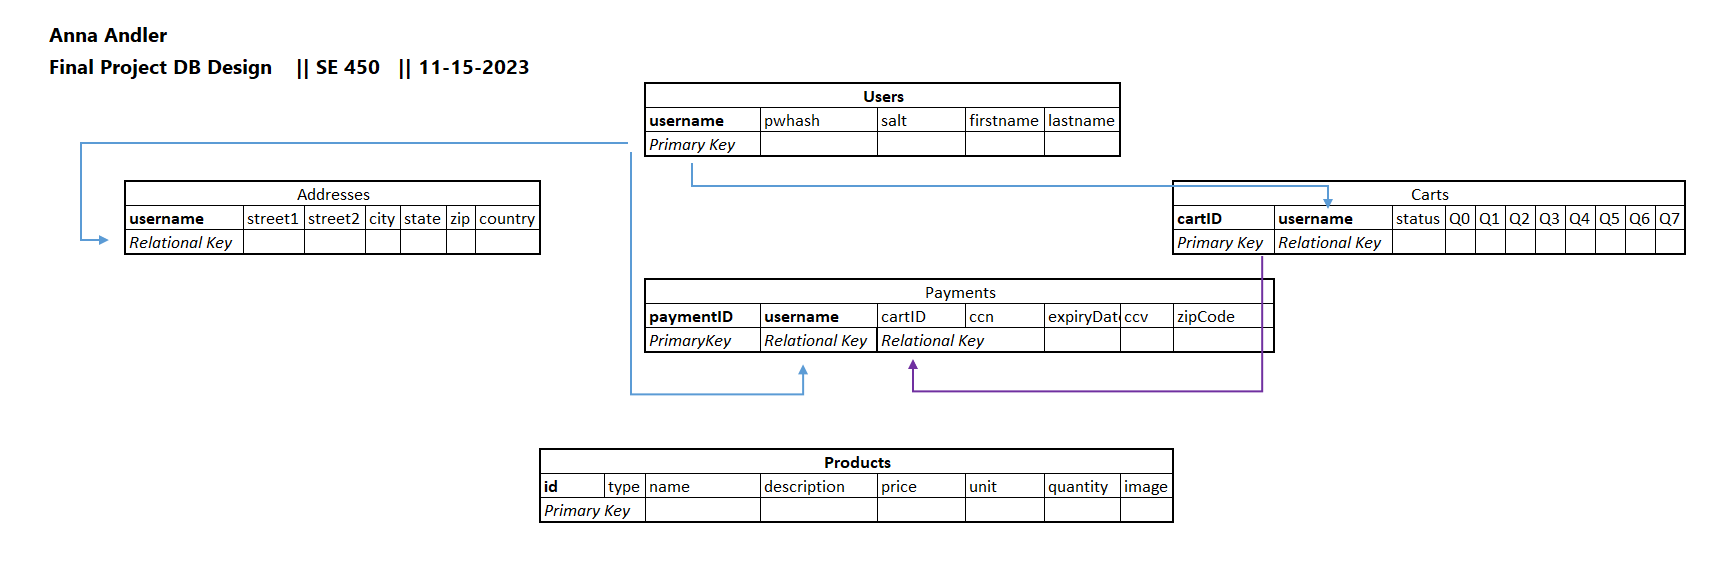 Anna Andler
Final Project DB Design || SE 450 || 11-15-2023
Users
username pwhash salt firstname lastname
Primary Key
Addresses
username street1 street2 city state zip country
Relational Key
Carts
cartID username status Q0 Q1 Q2 Q3 Q4 Q5 Q6 Q7
Primary Key Relational Key
Payments
paymentID username cartID ccn expiryDate ccv zipCode
PrimaryKey Relational Key Relational Key
Products
id type name description price unit quantity image
Primary Key